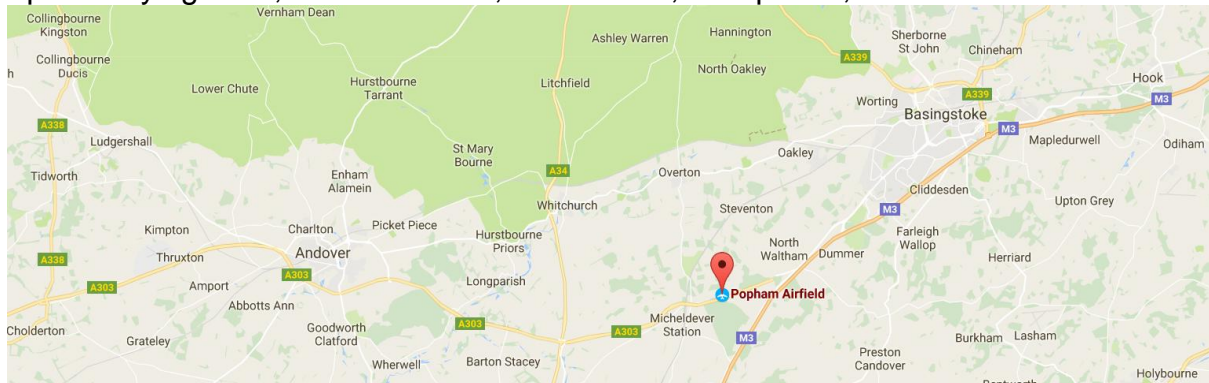 Vernham Dean
Collingbourne
Kingston
Ashley Warren
Hannington
Sherborne
St John
Chineham
A339
Collingbourne
Ducis
North Oakley
Hook
Lower Chute
Hurstbourne
Tarrant
Litchfield
A339
Worting
M3
Basingstoke
A338
M3
Ludgershall
St Mary
Bourne
Mapledurwell
Odiham
Oakley
Tidworth
Enham
Alamein
A34
Overton
Cliddesden
Whitchurch
Steventon
M3
Upton Grey
Kimpton
Charlton
Picket Piece
Hurstbourne
Priors
North
Waltham
Dummer
Farleigh
Wallop
Andover
A338
Thruxton
Herriard
A303
A303
Amport
Longparish
Popham Airfield
Abbotts Ann
Micheldever
Station
Cholderton
Goodworth
Clatford
A303
A303
M3
Burkham
Lasham
Grateley
Preston
Candover
Wherwell
Barton Stacey
Holybourne